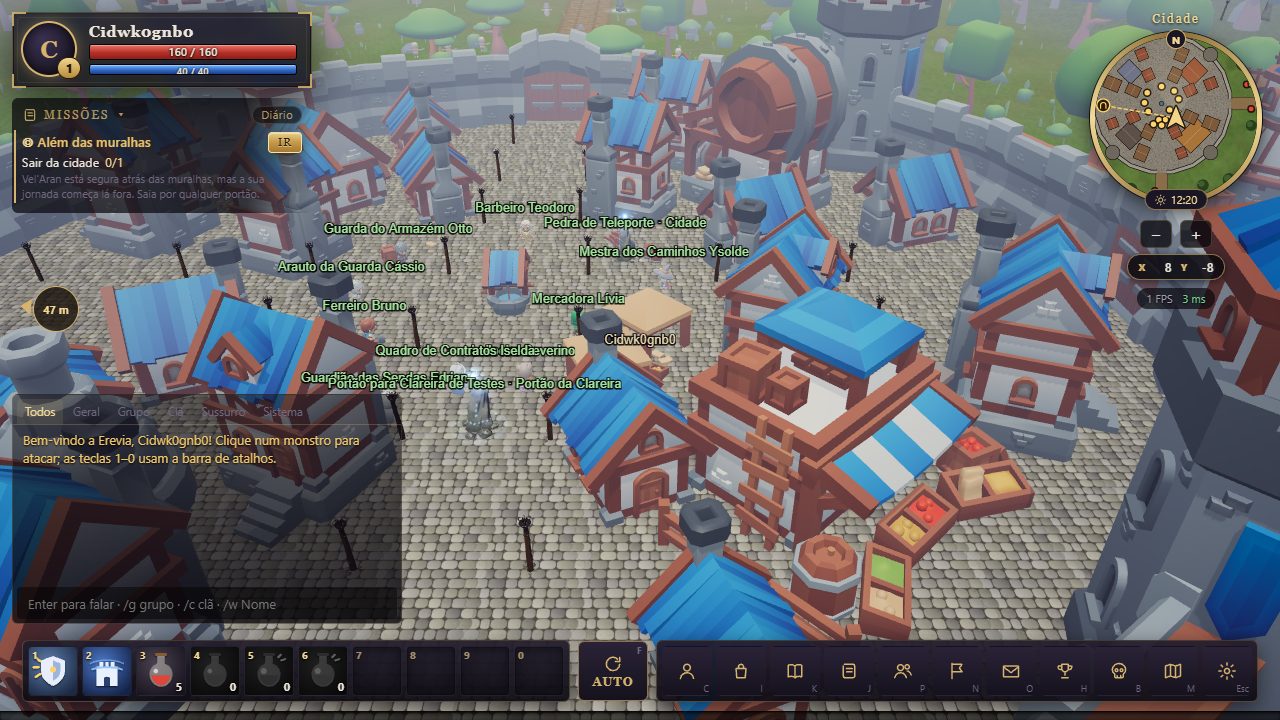 Cidwkognbo
C
1
160 / 160
40 / 40
MISSÕES
Diário
Além das muralhas
IR
Sair da cidade 0/1
Vel'Aran está segura atrás das muralhas, mas a sua
jornada começa lá fora. Saia por qualquer portão.
Cidade
N
12:20
− +
X 8 Y -8
1 FPS 3 ms
Barbeiro Teodoro
Pedra de Teleporte · Cidade
Guarda do Armazém Otto
Mestra dos Caminhos Ysolde
Arauto da Guarda Cássio
Mercadora Lívia
Ferreiro Bruno
47 m
Cidwk0gnb0
Quadro de Contratos
Portão para Clareira de Testes · Portão da Clareira
Todos Geral Grupo Clã Sussurro Sistema
Bem-vindo a Erevia, Cidwk0gnb0! Clique num monstro para
atacar; as teclas 1–0 usam a barra de atalhos.
Enter para falar · /g grupo · /c clã · /w Nome
1 2 3 4 5 6 7 8 9 0
5 0 0 0
F
AUTO
C I K J P N O H B M Esc